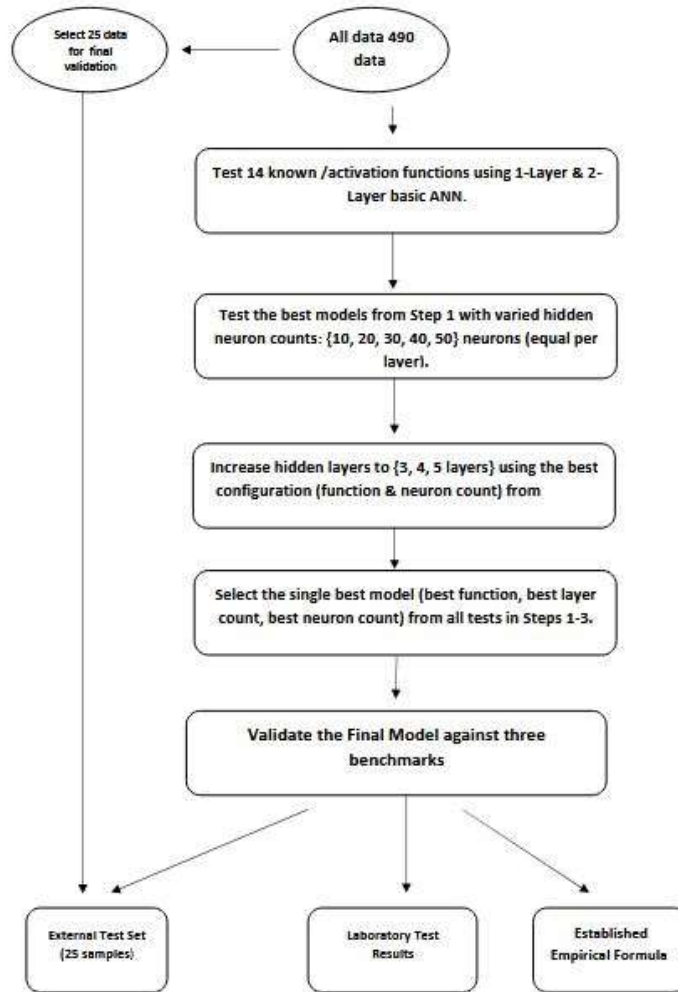 Select 25 data
for final
validation
All data 490
data
Test 14 known /activation functions using 1-Layer & 2-
Layer basic ANN.
Test the best models from Step 1 with varied hidden
neuron counts: {10, 20, 30, 40, 50} neurons (equal per
layer).
Increase hidden layers to {3, 4, 5 layers} using the best
configuration (function & neuron count) from
Select the single best model (best function, best layer
count, best neuron count) from all tests in Steps 1-3.
Validate the Final Model against three
benchmarks
External Test Set
(25 samples)
Laboratory Test
Results
Established
Empirical Formula